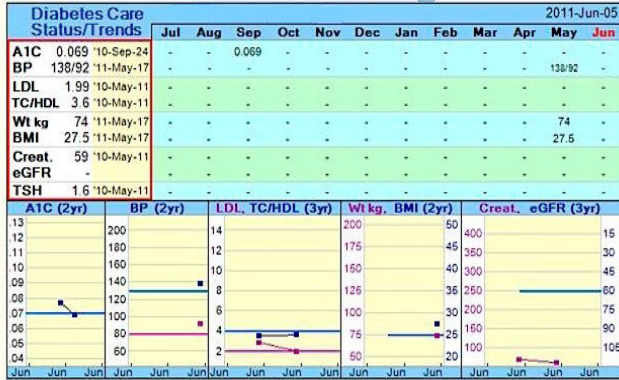 Diabetes Care 2011-Jun-05
Status/Trends Jul Aug Sep Oct Nov Dec Jan Feb Mar Apr May Jun
A1C 0.069 '10-Sep-24 - - 0.069 - - - - - - - - -
BP 138/92 '11-May-17 - - - - - - - - - - 138/92 -
LDL 1.99 '10-May-11 - - - - - - - - - - - -
TC/HDL 3.6 '10-May-11 - - - - - - - - - - - -
Wt kg 74 '11-May-17 - - - - - - - - - - 74 -
BMI 27.5 '11-May-17 - - - - - - - - - - 27.5 -
Creat. 59 '10-May-11 - - - - - - - - - - - -
eGFR - - - - - - - - - - - - -
TSH 1.6 '10-May-11 - - - - - - - - - - - -
A1C (2yr) BP (2yr) LDL, TC/HDL (3yr) Wt kg, BMI (2yr) Creat, eGFR (3yr)
.13
.12
.11
.10
.09
.08
.07
.06
.05
.04
Jun Jun Jun
200
180
160
140
120
100
80
60
Jun Jun Jun
14
12
10
8
6
4
2
Jun Jun Jun Jun
200 50
175 45
150 40
125 35
100 30
75 25
50 20
Jun Jun Jun
400 15
350 30
300 45
250 60
200 75
150 90
100 105
Jun Jun Jun Jun